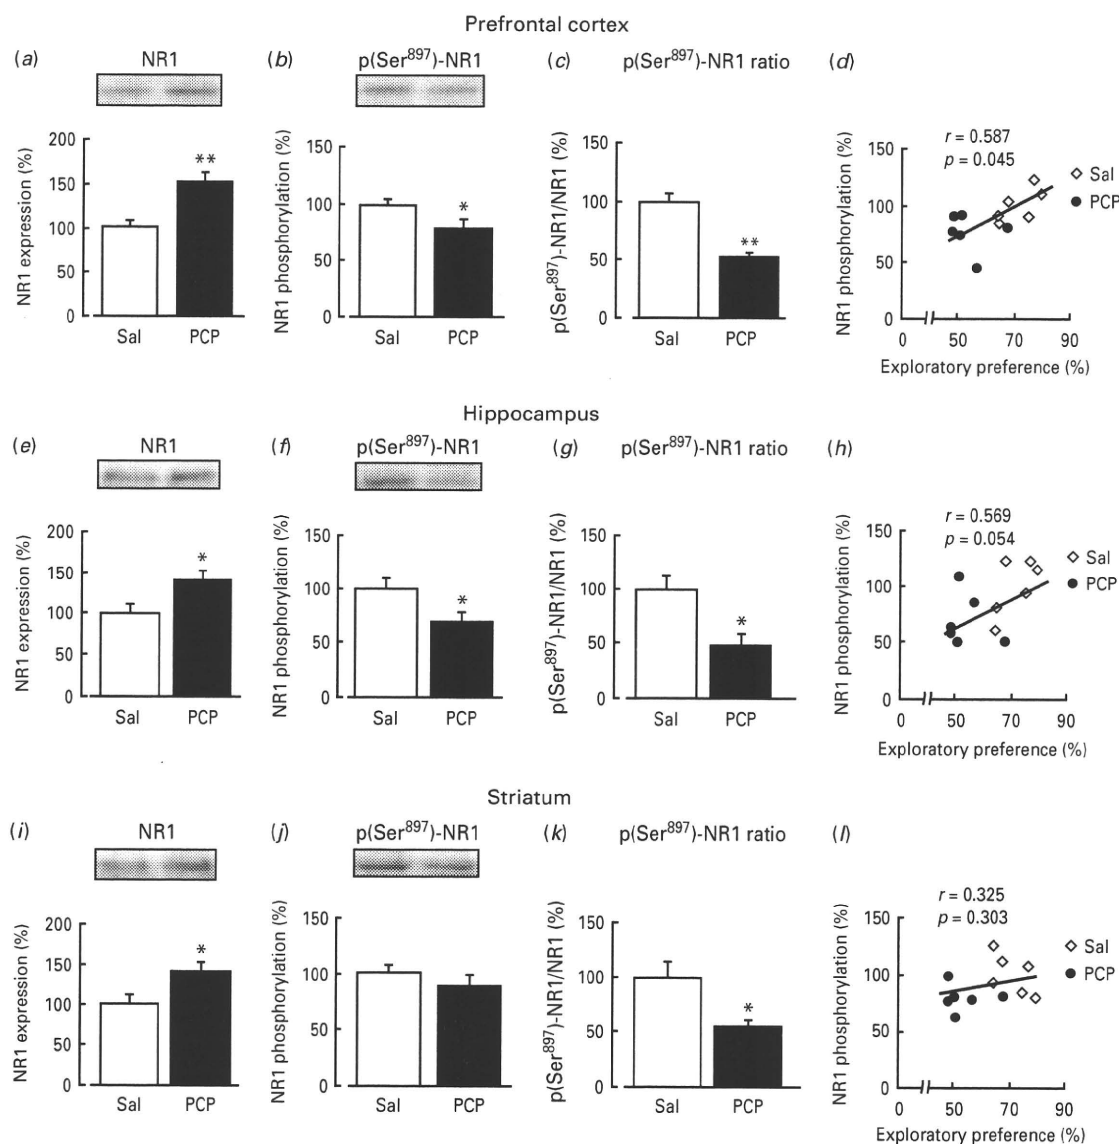 Prefrontal cortex
(a) NR1
NR1 expression (%)
200
150
100
50
0
**
Sal PCP
(b) p(Ser897)-NR1
NR1 phosphorylation (%)
150
100
50
0
*
Sal PCP
(c) p(Ser897)-NR1 ratio
p(Ser897)-NR1/NR1 (%)
150
100
50
0
**
Sal PCP
(d)
NR1 phosphorylation (%)
150
100
50
0
r = 0.587
p = 0.045
Sal
PCP
0 50 70 90
Exploratory preference (%)
Hippocampus
(e) NR1
NR1 expression (%)
200
150
100
50
0
*
Sal PCP
(f) p(Ser897)-NR1
NR1 phosphorylation (%)
150
100
50
0
*
Sal PCP
(g) p(Ser897)-NR1 ratio
p(Ser897)-NR1/NR1 (%)
150
100
50
0
*
Sal PCP
(h)
NR1 phosphorylation (%)
150
100
50
0
r = 0.569
p = 0.054
Sal
PCP
0 50 70 90
Exploratory preference (%)
Striatum
(i) NR1
NR1 expression (%)
200
150
100
50
0
*
Sal PCP
(j) p(Ser897)-NR1
NR1 phosphorylation (%)
150
100
50
0
Sal PCP
(k) p(Ser897)-NR1 ratio
p(Ser897)-NR1/NR1 (%)
150
100
50
0
*
Sal PCP
(l)
NR1 phosphorylation (%)
150
100
50
0
r = 0.325
p = 0.303
Sal
PCP
0 50 70 90
Exploratory preference (%)